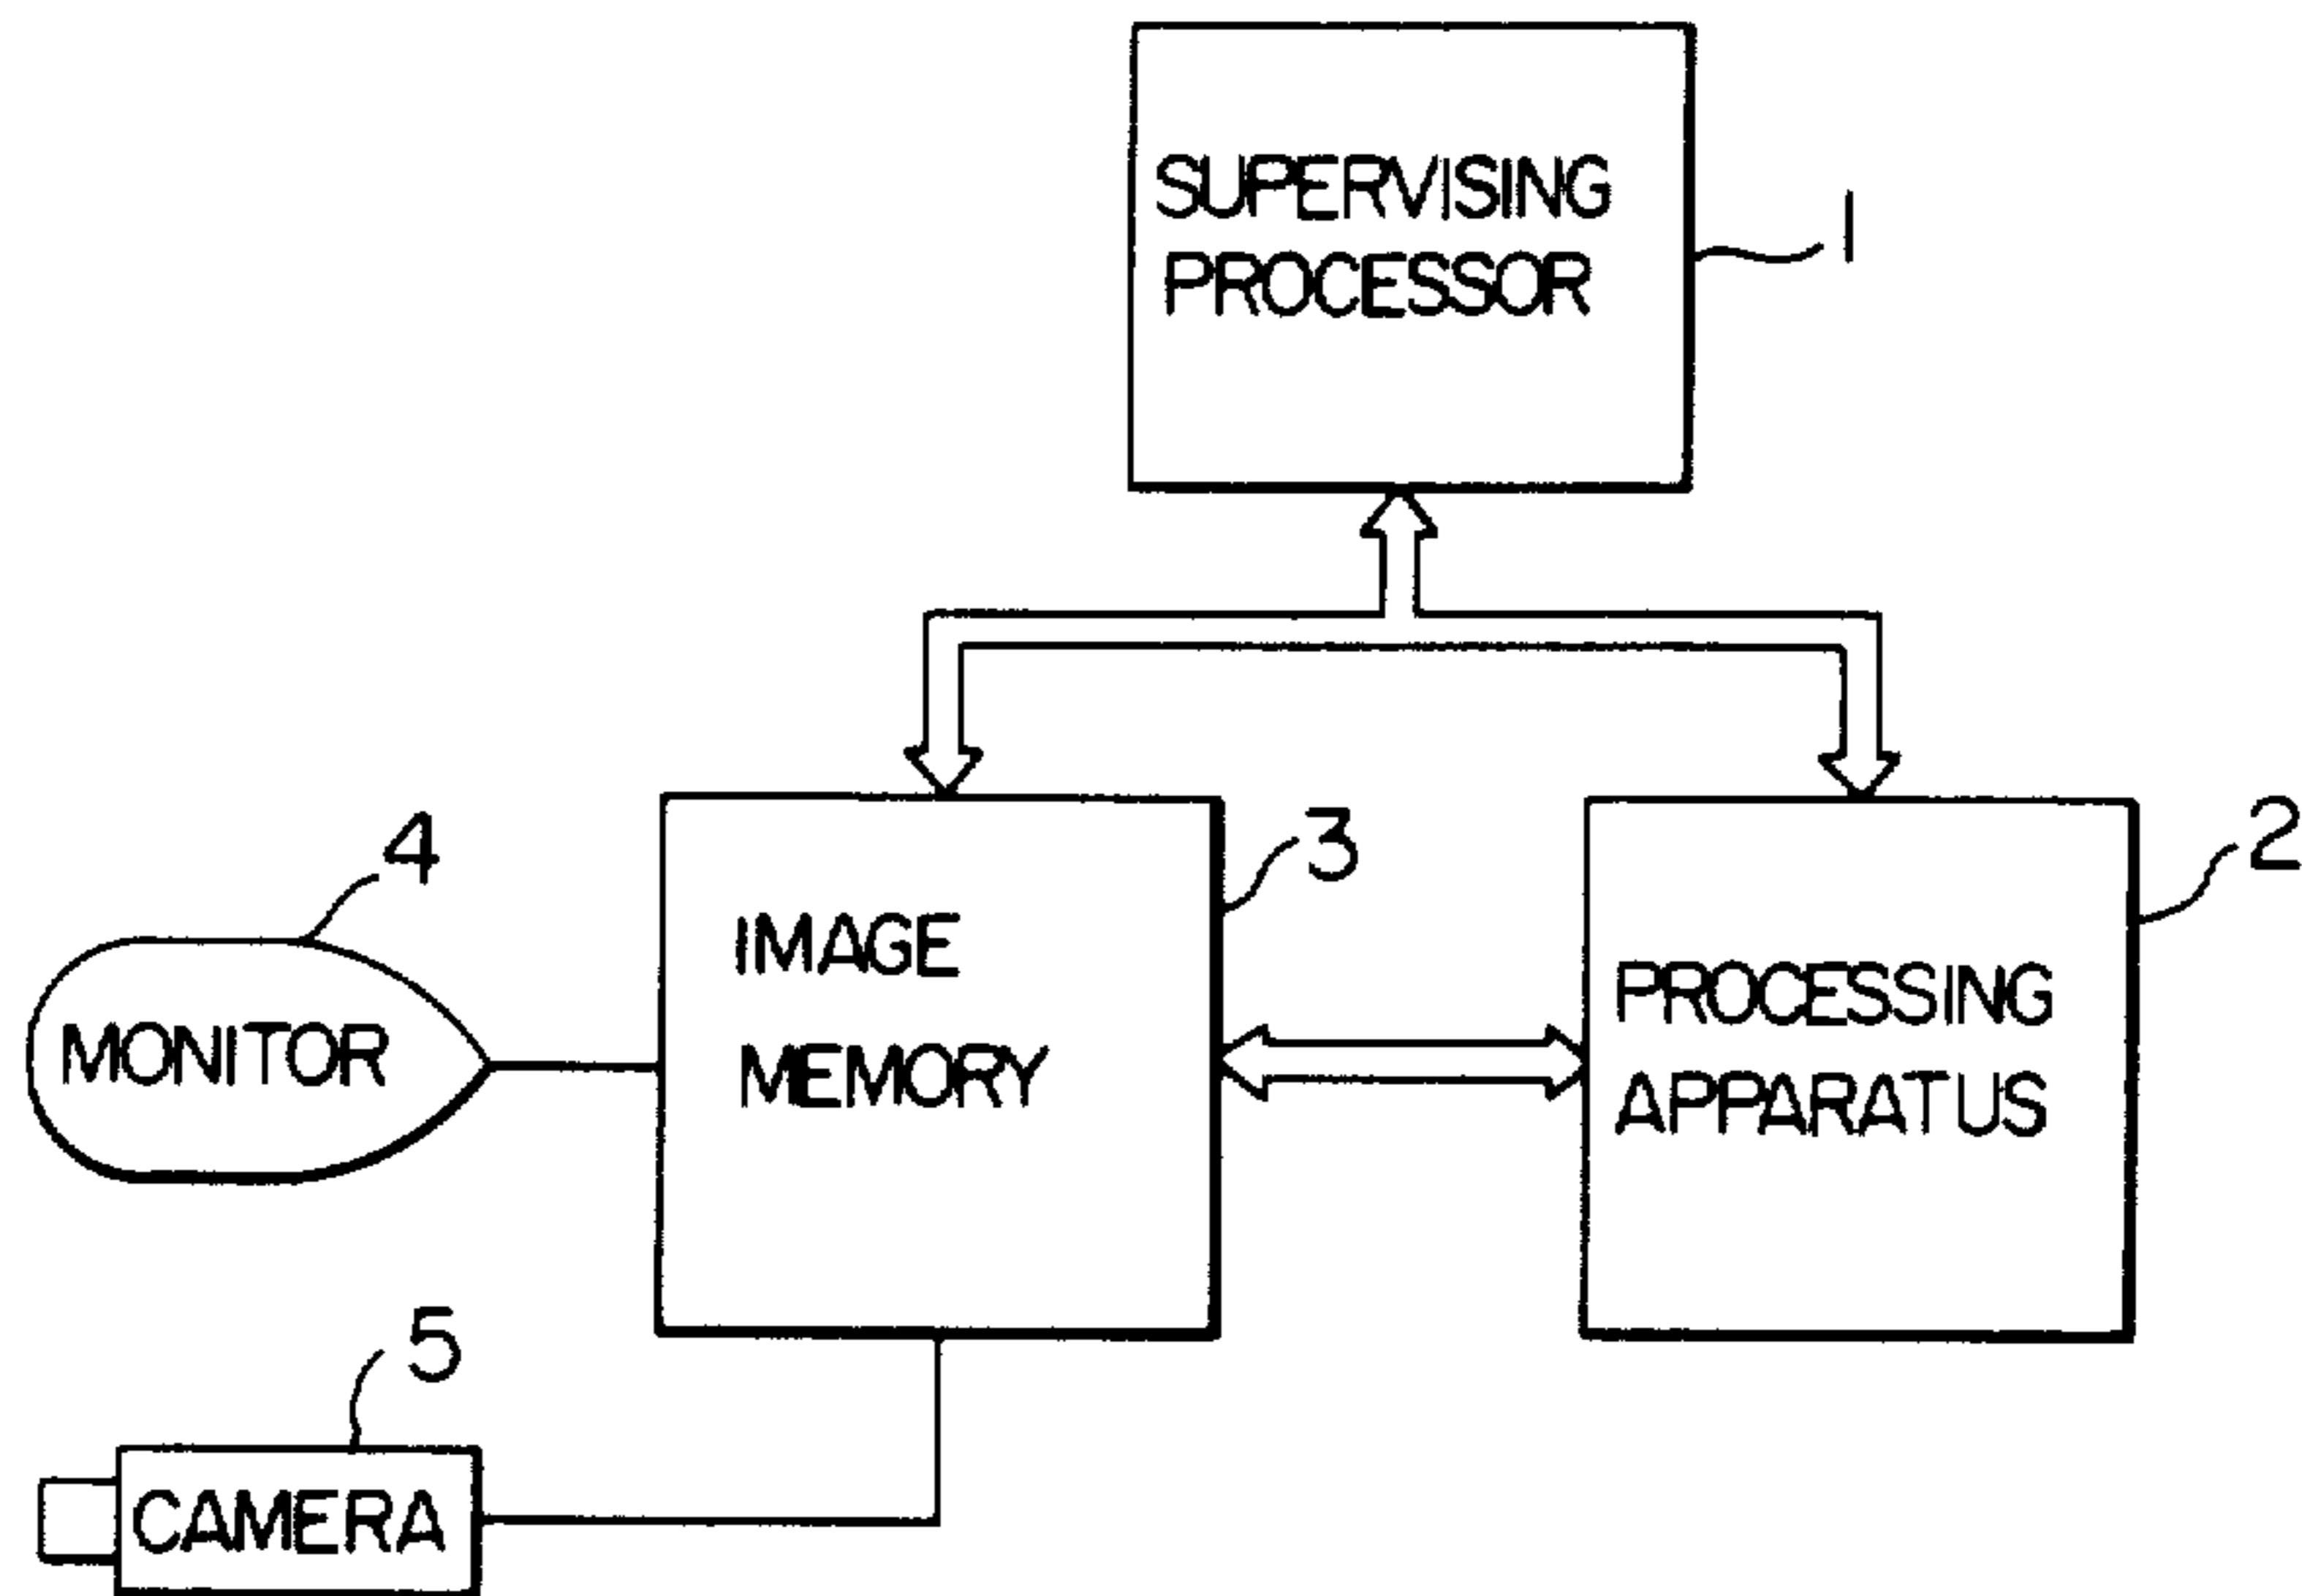 SUPERVISING
PROCESSOR
1
4
3
2
IMAGE
MEMORY
PROCESSING
APPARATUS
MONITOR
5
CAMERA